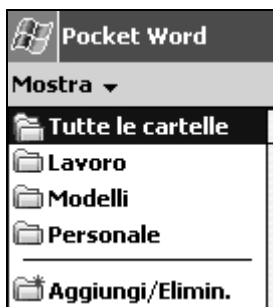 Pocket Word
Mostra
Tutte le cartelle
Lavoro
Modelli
Personale
Aggiungi/Elimin.